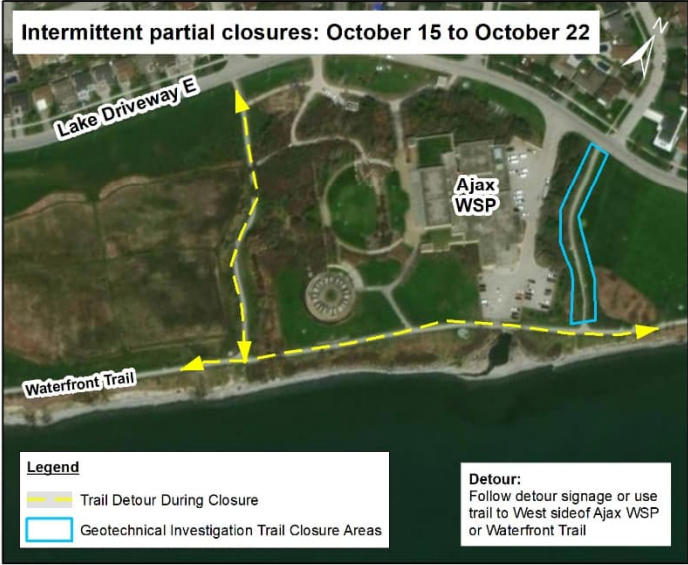 Intermittent partial closures: October 15 to October 22
N
Lake Driveway E
Ajax
WSP
Waterfront Trail
Legend
Trail Detour During Closure
Geotechnical Investigation Trail Closure Areas
Detour:
Follow detour signage or use
trail to West sideof Ajax WSP
or Waterfront Trail